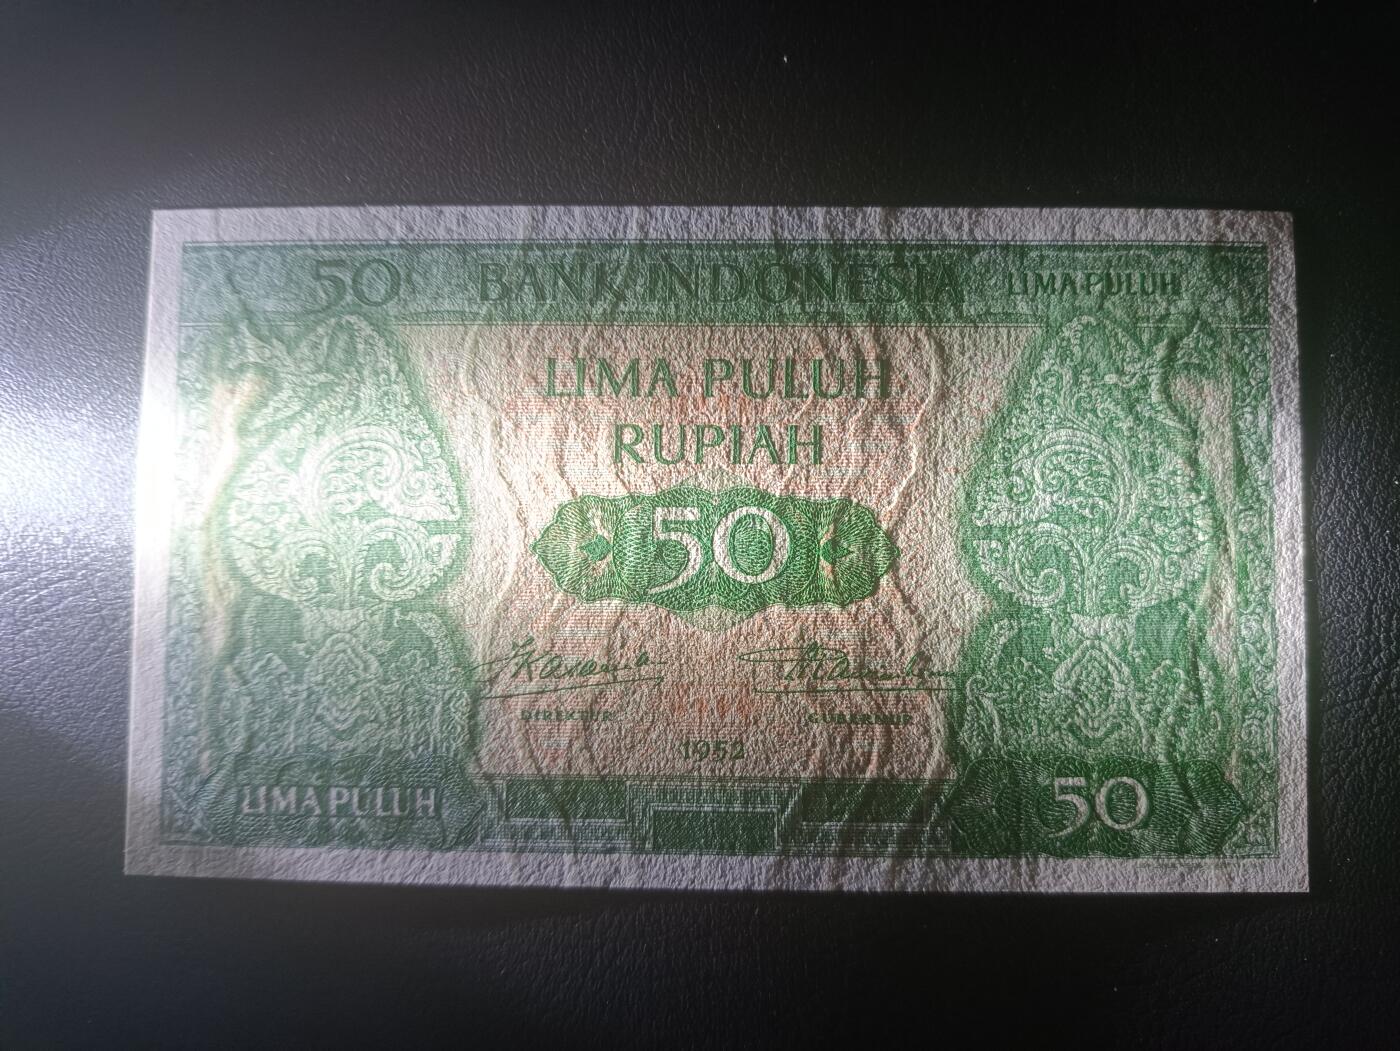 50 BANK INDONESIA LIMA PULUH
LIMA PULUH
RUPIAH
50
DIREKTUR GUBERNUR
1952
LIMA PULUH 50